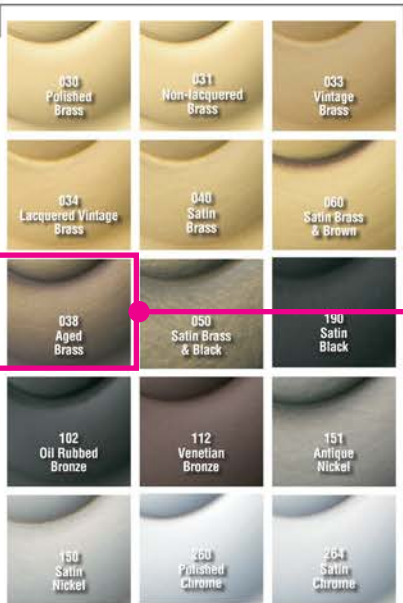 030
Polished
Brass
031
Non-lacquered
Brass
033
Vintage
Brass
034
Lacquered Vintage
Brass
040
Satin
Brass
060
Satin Brass
& Brown
038
Aged
Brass
050
Satin Brass
& Black
190
Satin
Black
102
Oil Rubbed
Bronze
112
Venetian
Bronze
151
Antique
Nickel
150
Satin
Nickel
260
Polished
Chrome
264
Satin
Chrome